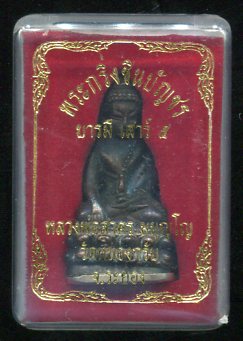 พระกริ่งชินบัญชร
บารมี เสาร์ ๕
หลวงพ่อสาคร มนุญโญ
วัดหนองกรับ
จ.ระยอง